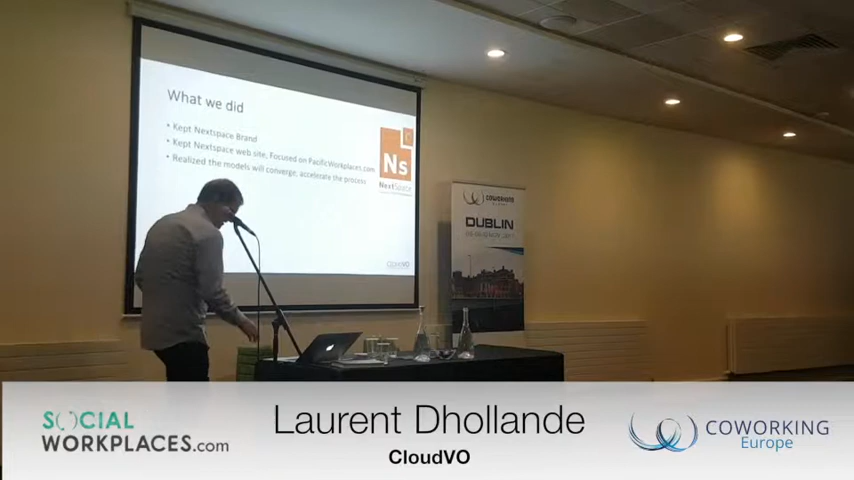 What we did
• Kept Nextspace Brand
• Kept Nextspace web site, Focused on PacificWorkplaces.com
• Realized the models will converge, accelerate the process
Ns
NextSpace
COWORKING
DUBLIN
CloudVO
SOCIAL
WORKPLACES.com
Laurent Dhollande
CloudVO
COWORKING
Europe